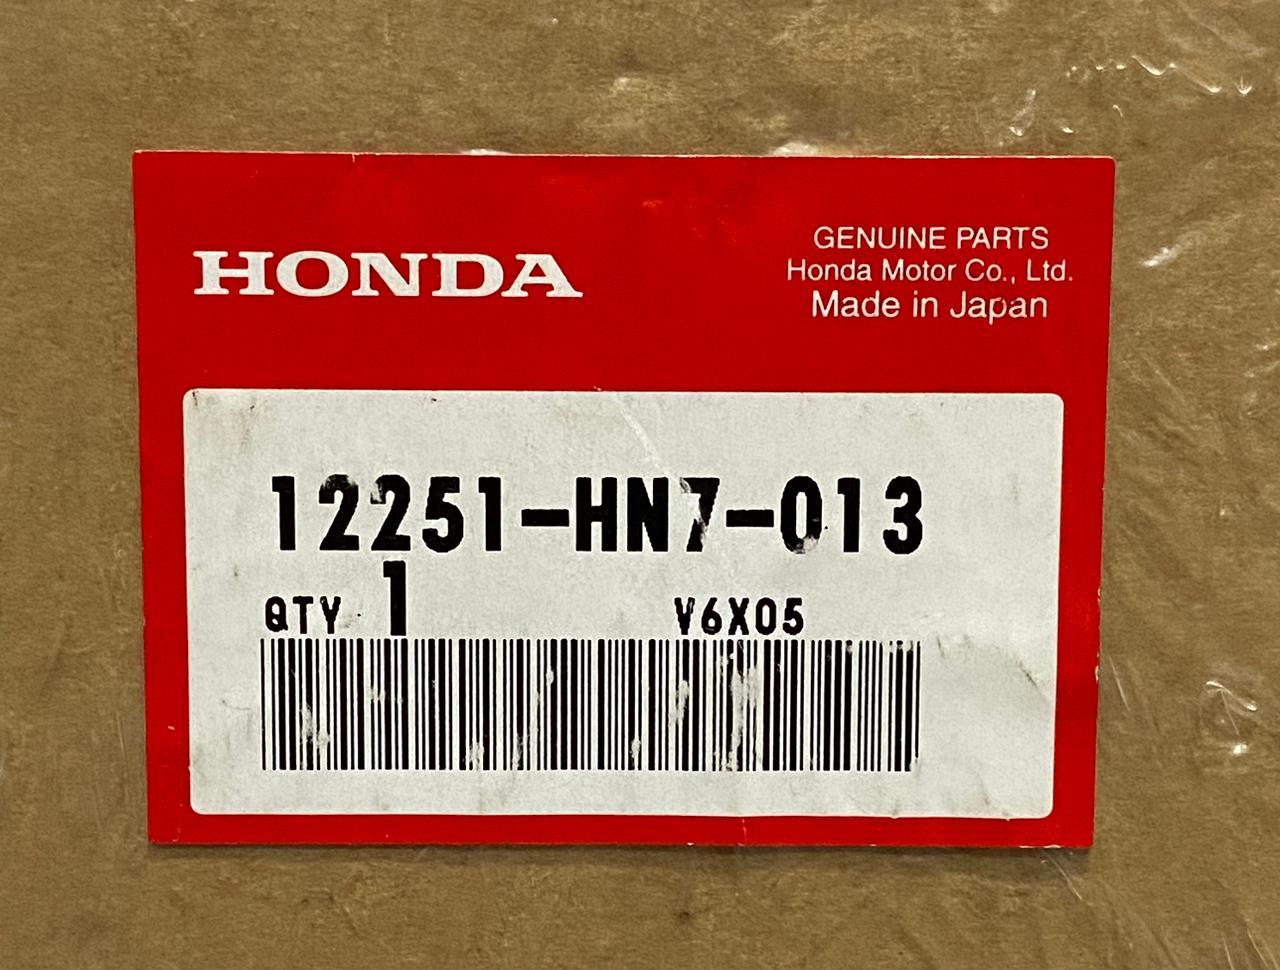 HONDA
GENUINE PARTS
Honda Motor Co., Ltd.
Made in Japan
12251-HN7-013
QTY 1 V6X05